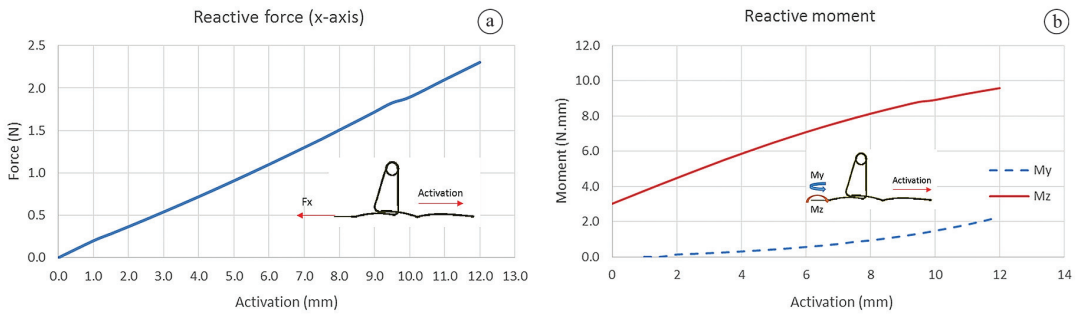 Reactive force (x-axis)
a
Force (N)
2.5
2.0
1.5
1.0
0.5
0.0
Fx
Activation
0.0 1.0 2.0 3.0 4.0 5.0 6.0 7.0 8.0 9.0 10.0 11.0 12.0 13.0
Activation (mm)
Reactive moment
b
Moment (N.mm)
12.0
10.0
8.0
6.0
4.0
2.0
0.0
My
Mz
Activation
My
Mz
0 2 4 6 8 10 12 14
Activation (mm)